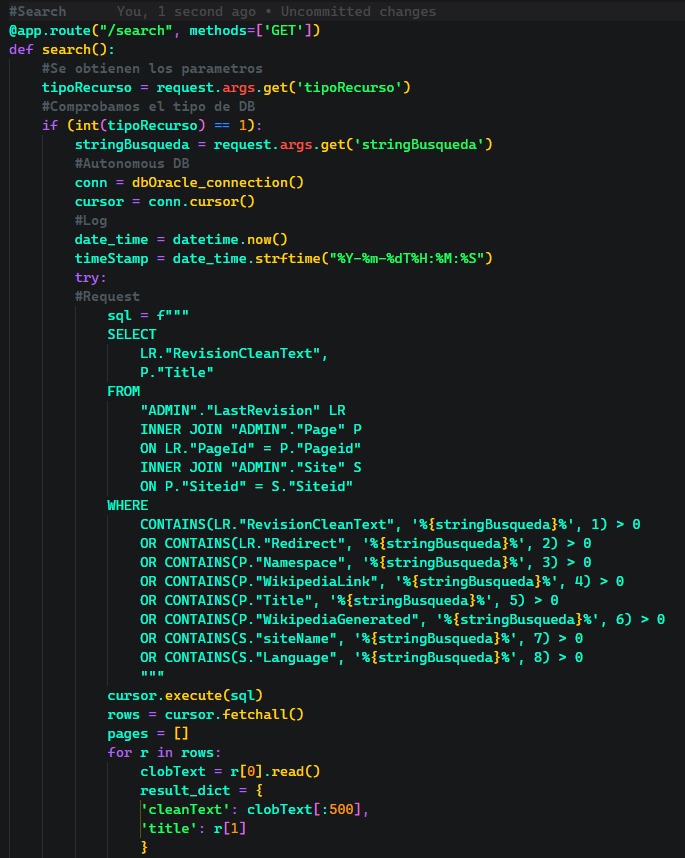 #Search      You, 1 second ago • Uncommitted changes
@app.route("/search", methods=['GET'])
def search():
    #Se obtienen los parametros
    tipoRecurso = request.args.get('tipoRecurso')
    #Comprobamos el tipo de DB
    if (int(tipoRecurso) == 1):
        stringBusqueda = request.args.get('stringBusqueda')
        #Autonomous DB
        conn = dbOracle_connection()
        cursor = conn.cursor()
        #Log
        date_time = datetime.now()
        timeStamp = date_time.strftime("%Y-%m-%dT%H:%M:%S")
        try:
        #Request
            sql = f"""
            SELECT
                LR."RevisionCleanText",
                P."Title"
            FROM
                "ADMIN"."LastRevision" LR
                INNER JOIN "ADMIN"."Page" P
                ON LR."PageId" = P."Pageid"
                INNER JOIN "ADMIN"."Site" S
                ON P."Siteid" = S."Siteid"
            WHERE
                CONTAINS(LR."RevisionCleanText", '%{stringBusqueda}%', 1) > 0
                OR CONTAINS(LR."Redirect", '%{stringBusqueda}%', 2) > 0
                OR CONTAINS(P."Namespace", '%{stringBusqueda}%', 3) > 0
                OR CONTAINS(P."WikipediaLink", '%{stringBusqueda}%', 4) > 0
                OR CONTAINS(P."Title", '%{stringBusqueda}%', 5) > 0
                OR CONTAINS(P."WikipediaGenerated", '%{stringBusqueda}%', 6) > 0
                OR CONTAINS(S."siteName", '%{stringBusqueda}%', 7) > 0
                OR CONTAINS(S."Language", '%{stringBusqueda}%', 8) > 0
                """
            cursor.execute(sql)
            rows = cursor.fetchall()
            pages = []
            for r in rows:
                clobText = r[0].read()
                result_dict = {
                'cleanText': clobText[:500],
                'title': r[1]
                }